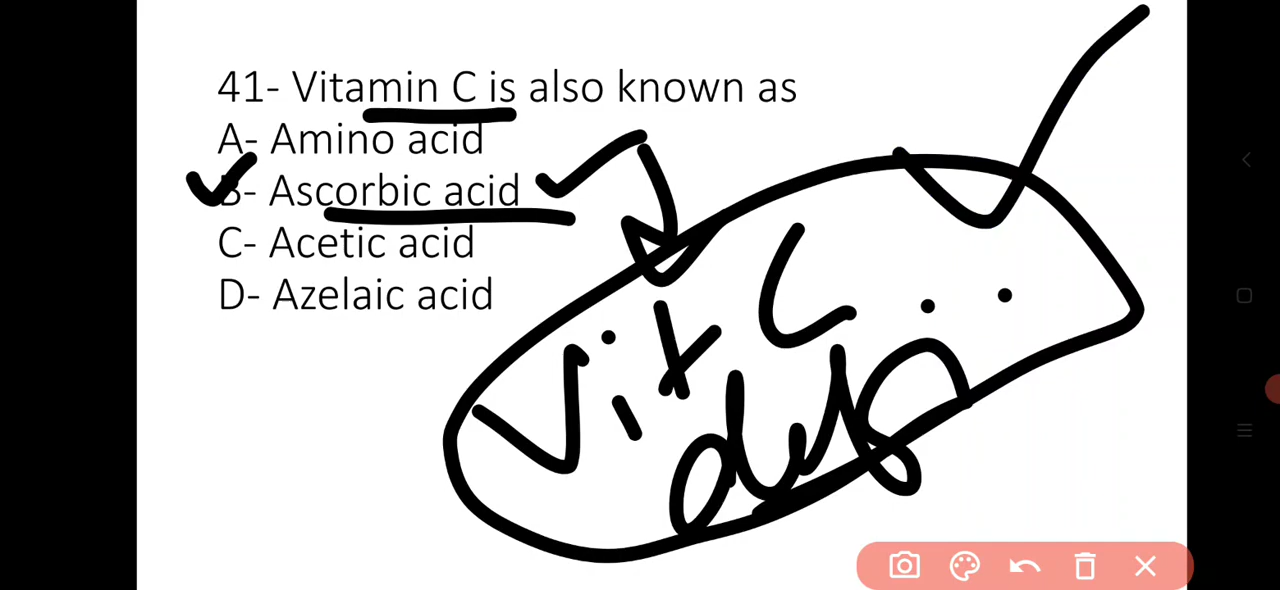 41- Vitamin C is also known as
A- Amino acid
B- Ascorbic acid
C- Acetic acid
D- Azelaic acid
Vit C